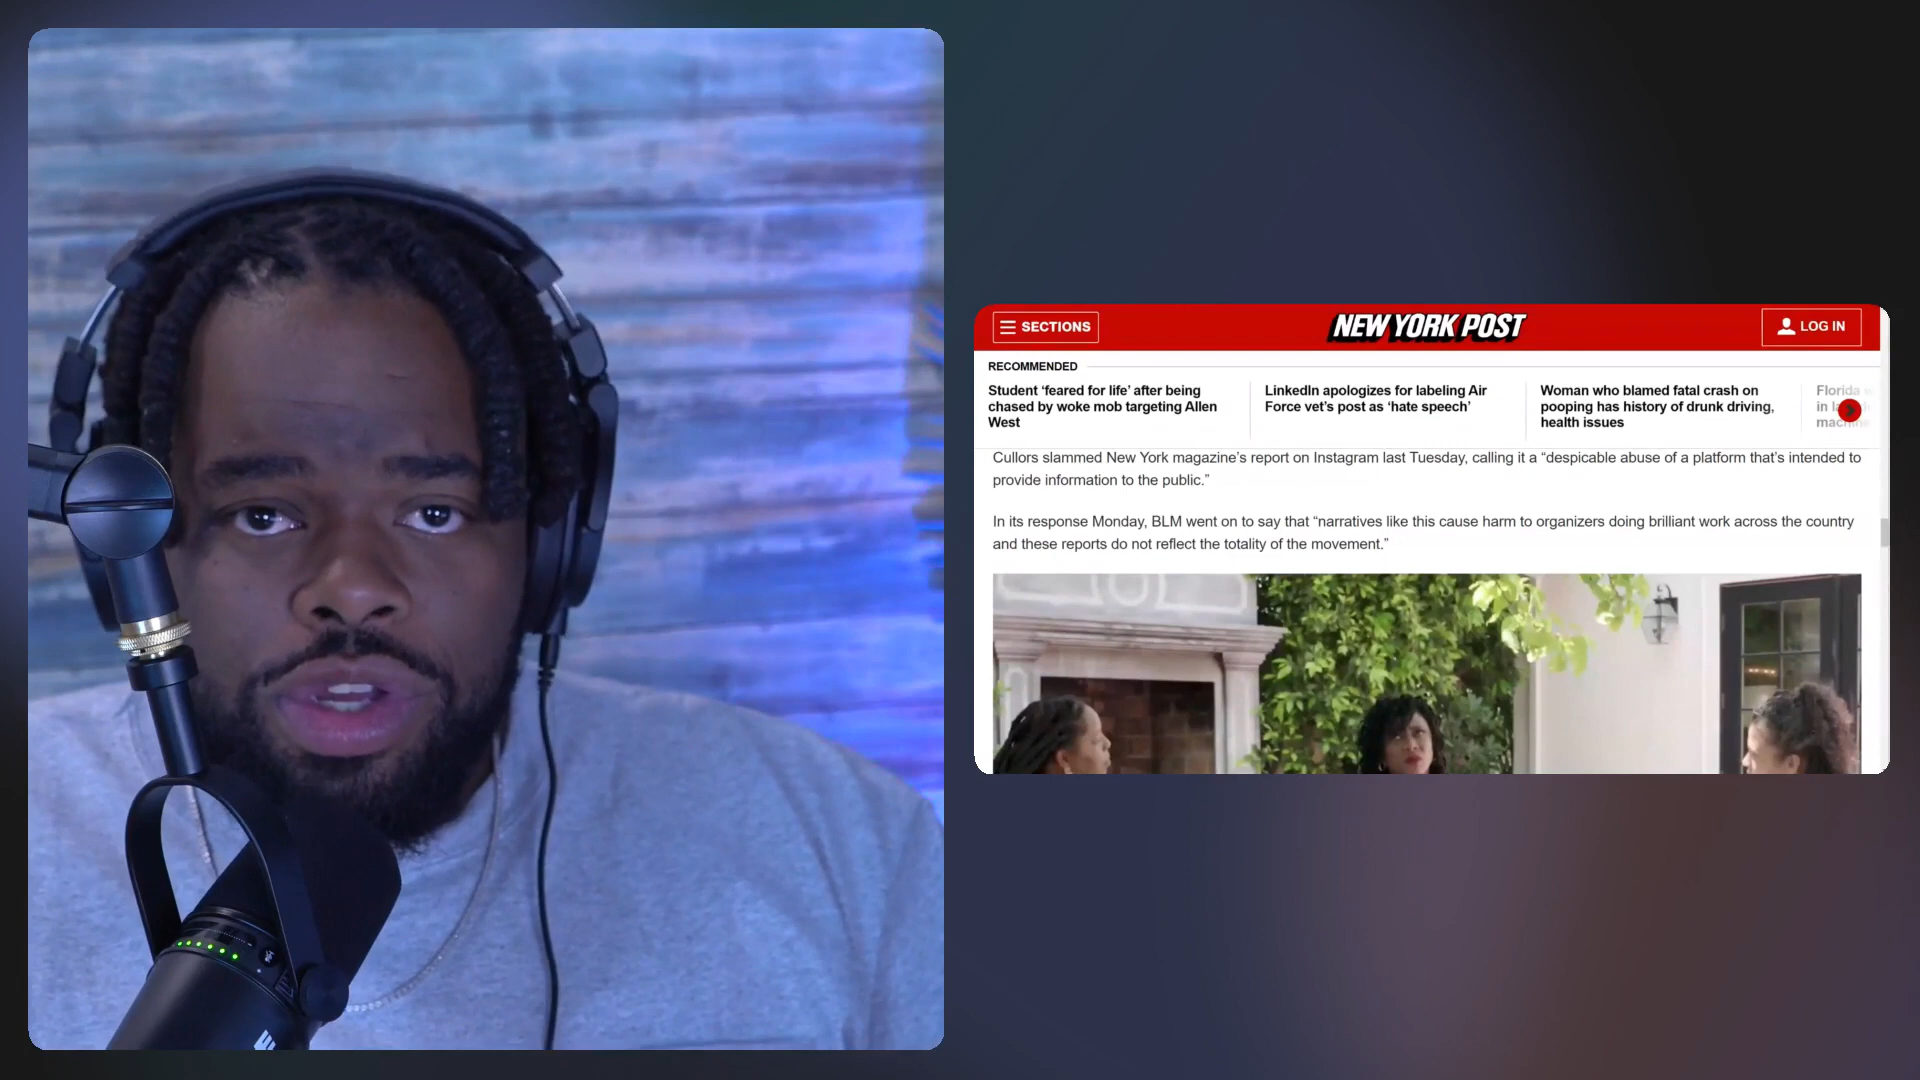 SECTIONS
NEW YORK POST
LOG IN
RECOMMENDED
Student ‘feared for life’ after being
chased by woke mob targeting Allen
West
LinkedIn apologizes for labeling Air
Force vet’s post as ‘hate speech’
Woman who blamed fatal crash on
pooping has history of drunk driving,
health issues
Florida
in
Cullors slammed New York magazine’s report on Instagram last Tuesday, calling it a “despicable abuse of a platform that’s intended to
provide information to the public.”
In its response Monday, BLM went on to say that “narratives like this cause harm to organizers doing brilliant work across the country
and these reports do not reflect the totality of the movement.”